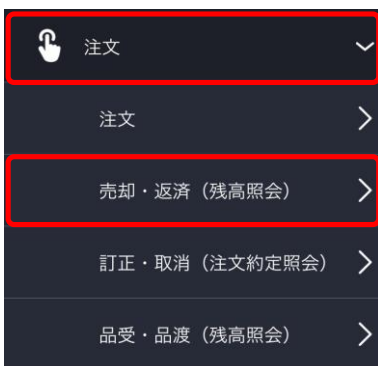 注文
注文
売却・返済（残高照会）
訂正・取消（注文約定照会）
品受・品渡（残高照会）